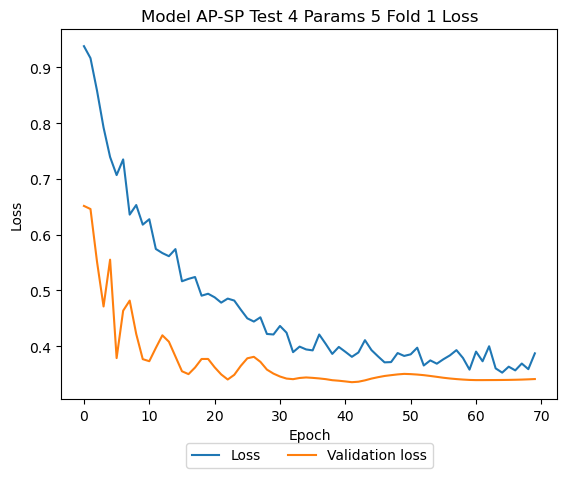 Model AP-SP Test 4 Params 5 Fold 1 Loss
Loss
0.9
0.8
0.7
0.6
0.5
0.4
0 10 20 30 40 50 60 70
Epoch
Loss Validation loss